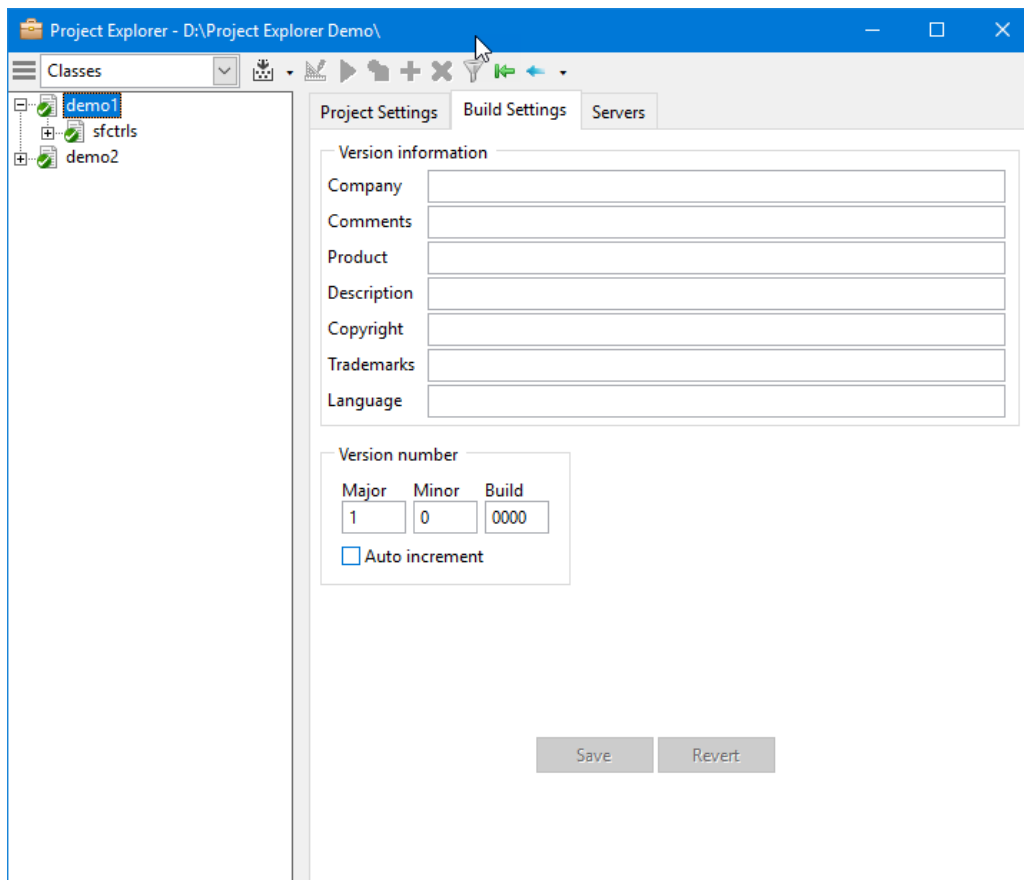 Project Explorer - D:\Project Explorer Demo\
Classes
demo1
sfctrls
demo2
Project Settings
Build Settings
Servers
Version information
Company
Comments
Product
Description
Copyright
Trademarks
Language
Version number
Major Minor Build
1 0 0000
Auto increment
Save Revert